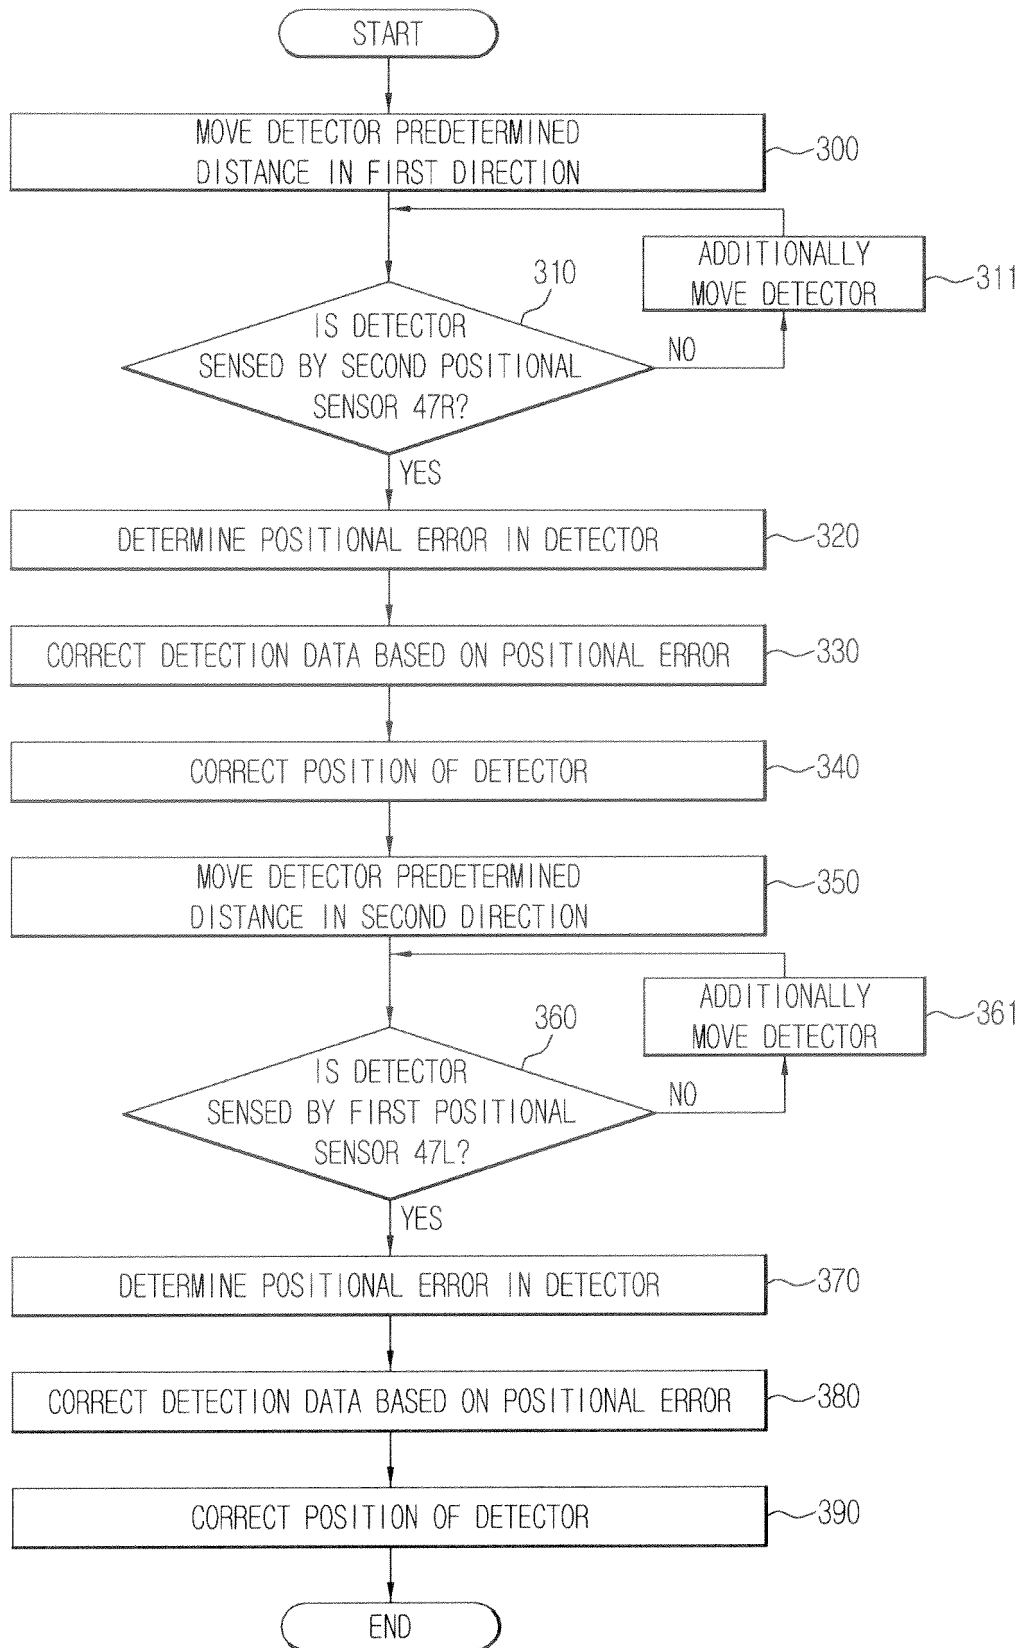 START
MOVE DETECTOR PREDETERMINED
DISTANCE IN FIRST DIRECTION
300
ADDITIONALLY
MOVE DETECTOR
311
310
IS DETECTOR
SENSED BY SECOND POSITIONAL
SENSOR 47R?
NO
YES
DETERMINE POSITIONAL ERROR IN DETECTOR
320
CORRECT DETECTION DATA BASED ON POSITIONAL ERROR
330
CORRECT POSITION OF DETECTOR
340
MOVE DETECTOR PREDETERMINED
DISTANCE IN SECOND DIRECTION
350
ADDITIONALLY
MOVE DETECTOR
361
360
IS DETECTOR
SENSED BY FIRST POSITIONAL
SENSOR 47L?
NO
YES
DETERMINE POSITIONAL ERROR IN DETECTOR
370
CORRECT DETECTION DATA BASED ON POSITIONAL ERROR
380
CORRECT POSITION OF DETECTOR
390
END